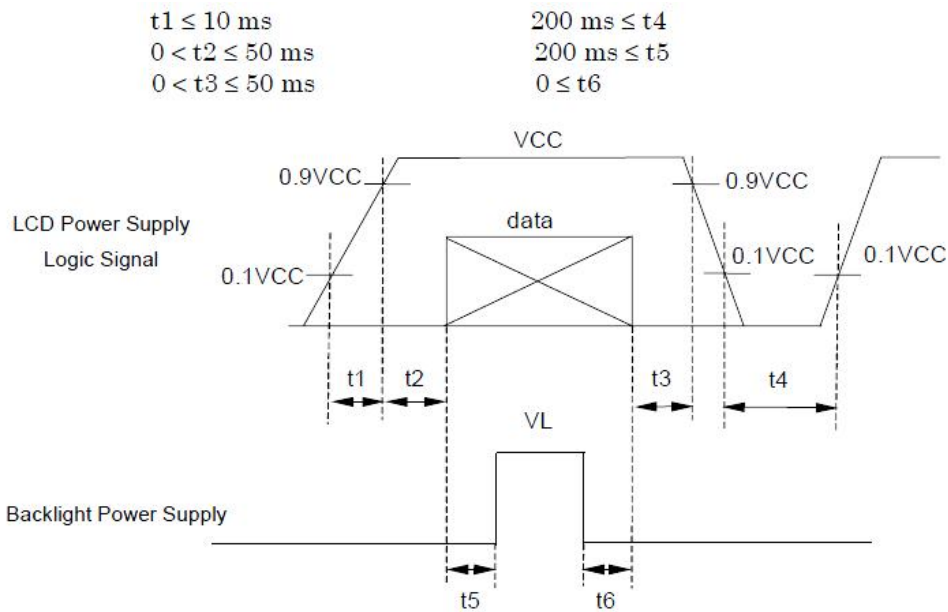 t1 ≤ 10 ms
0 < t2 ≤ 50 ms
0 < t3 ≤ 50 ms
200 ms ≤ t4
200 ms ≤ t5
0 ≤ t6
VCC
0.9VCC
0.9VCC
LCD Power Supply
Logic Signal
data
0.1VCC
0.1VCC
0.1VCC
t1
t2
t3
t4
VL
Backlight Power Supply
t5
t6